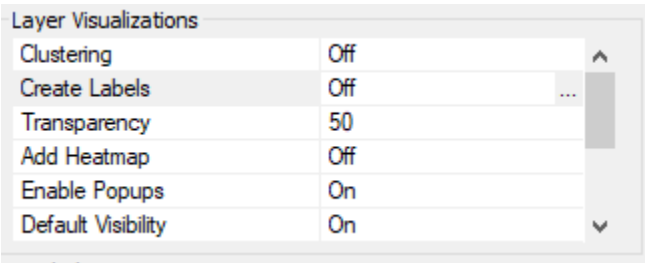 Layer Visualizations
Clustering Off
Create Labels Off ...
Transparency 50
Add Heatmap Off
Enable Popups On
Default Visibility On